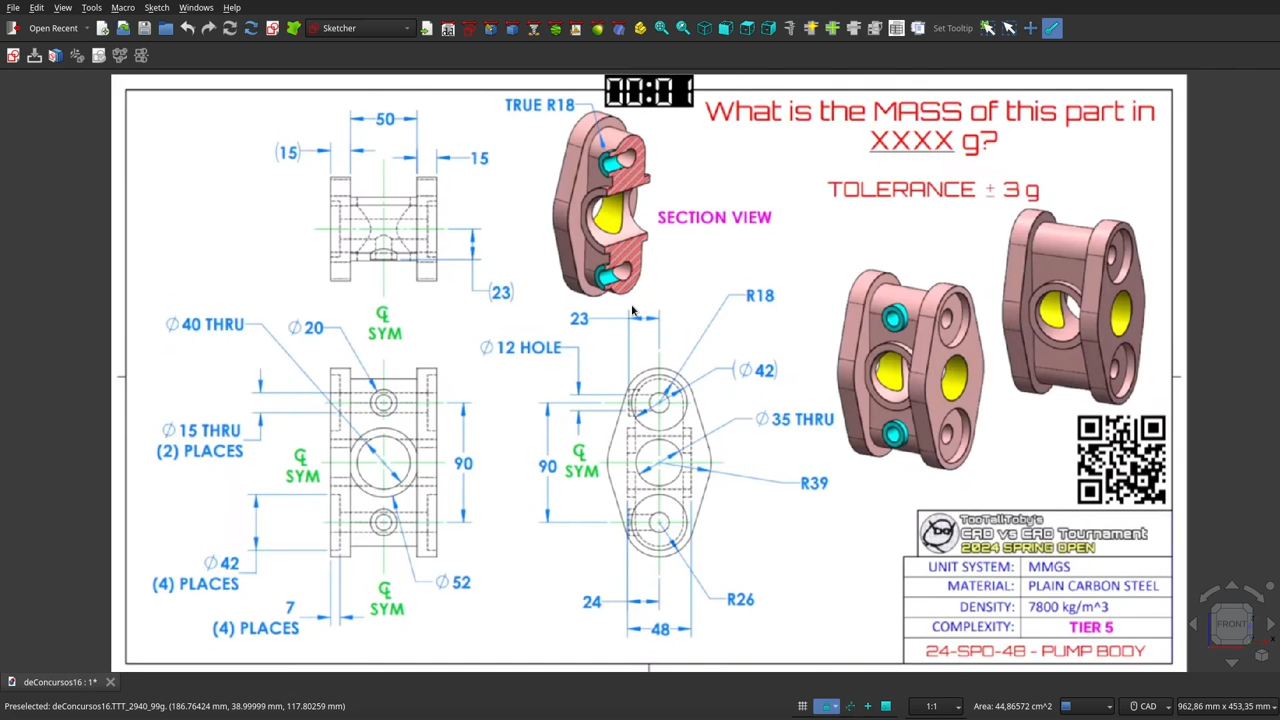 File Edit View Tools Macro Sketch Windows Help
Open Recent
Sketcher
Set Tooltip
00:01
TRUE R18
What is the MASS of this part in
XXXX g?
TOLERANCE ± 3 g
SECTION VIEW
50
(15)
15
(23)
℄
SYM
∅ 40 THRU
∅ 20
23
R18
∅ 12 HOLE
(∅ 42)
∅ 35 THRU
∅ 15 THRU
(2) PLACES
℄
SYM
90
90
℄
SYM
R39
∅ 42
(4) PLACES
℄
SYM
∅ 52
7
(4) PLACES
24
48
R26
TooTallToby's
CAD vs CAD Tournament
2024 SPRING OPEN
UNIT SYSTEM: MMGS
MATERIAL: PLAIN CARBON STEEL
DENSITY: 7800 kg/m^3
COMPLEXITY: TIER 5
24-SPO-48 - PUMP BODY
FRONT
deConcursos16 : 1*
Preselected: deConcursos16.TTT_2940_99g. (186.76424 mm, 38.99999 mm, 117.80259 mm)
1:1
Area: 44,86572 cm^2
CAD
962,86 mm x 453,35 mm